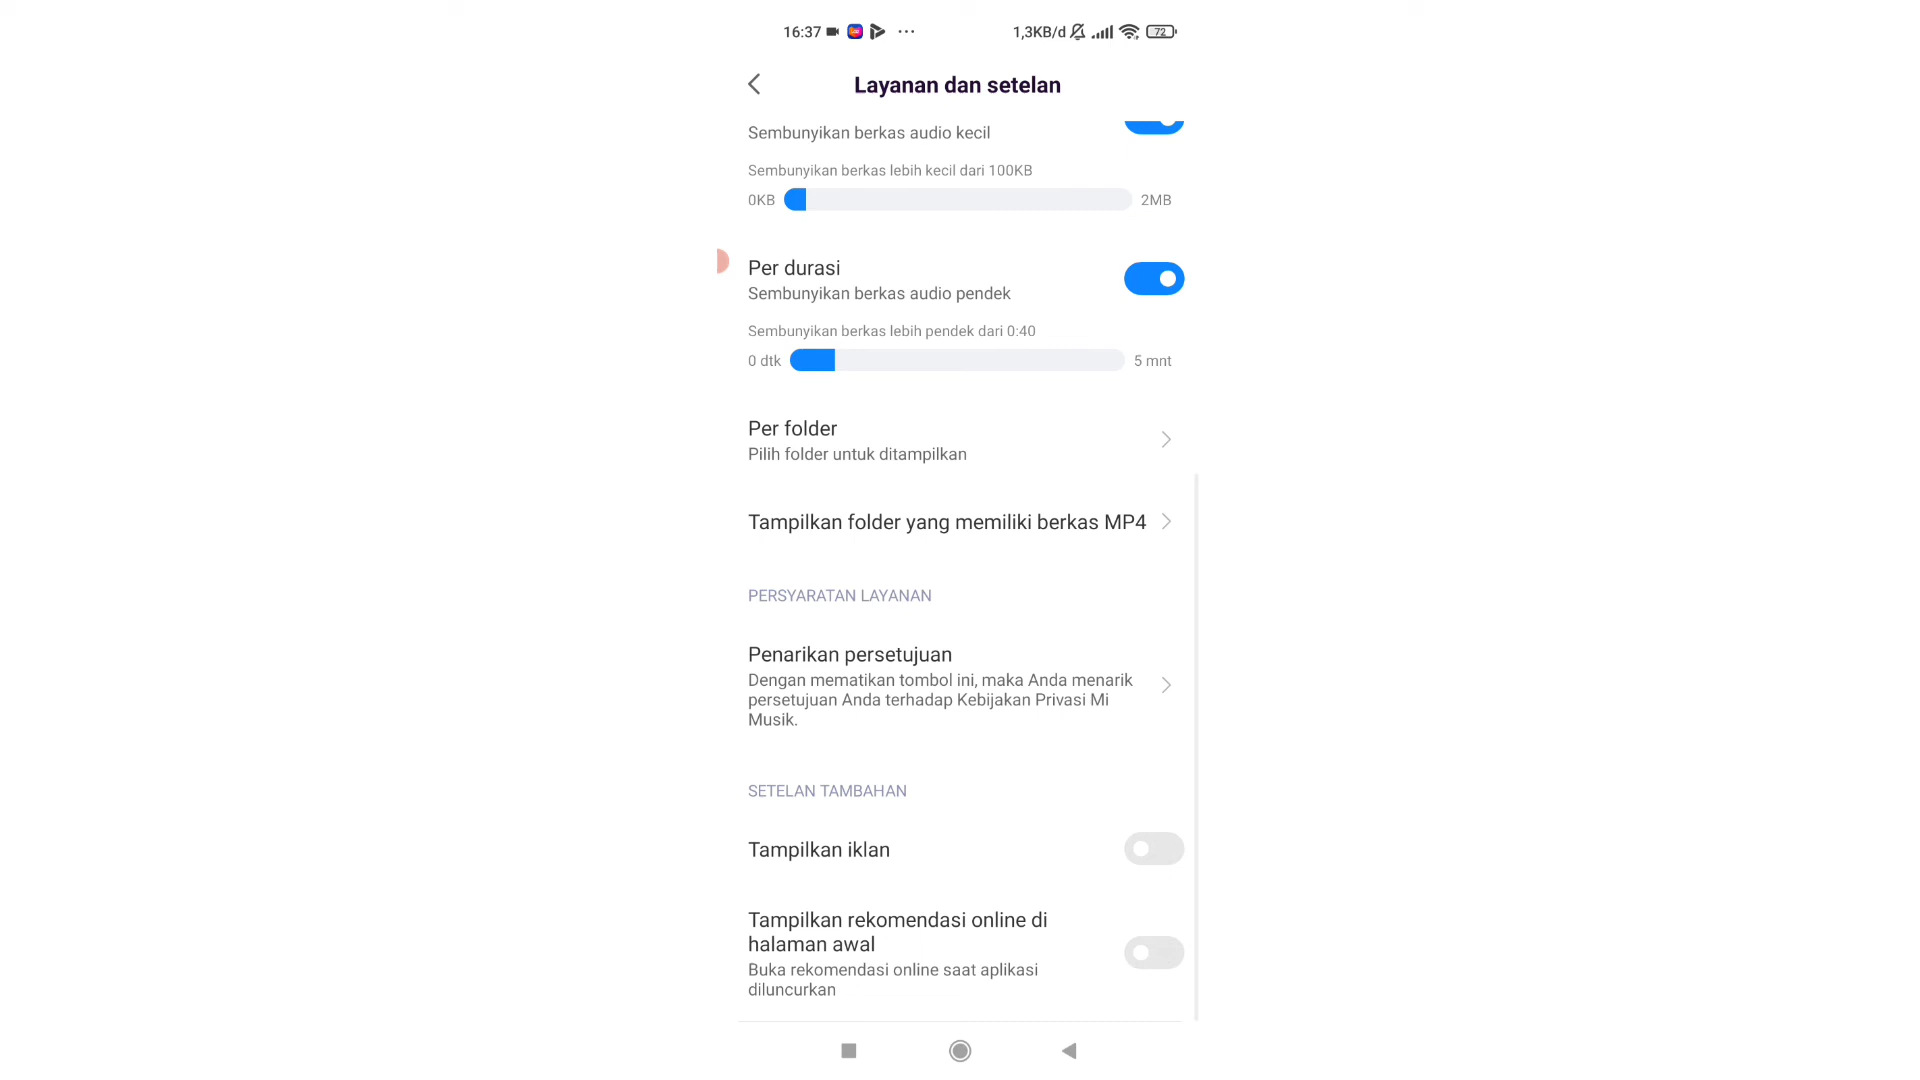 16:37
1,3KB/d
72
Layanan dan setelan
Sembunyikan berkas audio kecil
Sembunyikan berkas lebih kecil dari 100KB
0KB
2MB
Per durasi
Sembunyikan berkas audio pendek
Sembunyikan berkas lebih pendek dari 0:40
0 dtk
5 mnt
Per folder
Pilih folder untuk ditampilkan
Tampilkan folder yang memiliki berkas MP4
PERSYARATAN LAYANAN
Penarikan persetujuan
Dengan mematikan tombol ini, maka Anda menarik
persetujuan Anda terhadap Kebijakan Privasi Mi
Musik.
SETELAN TAMBAHAN
Tampilkan iklan
Tampilkan rekomendasi online di
halaman awal
Buka rekomendasi online saat aplikasi
diluncurkan